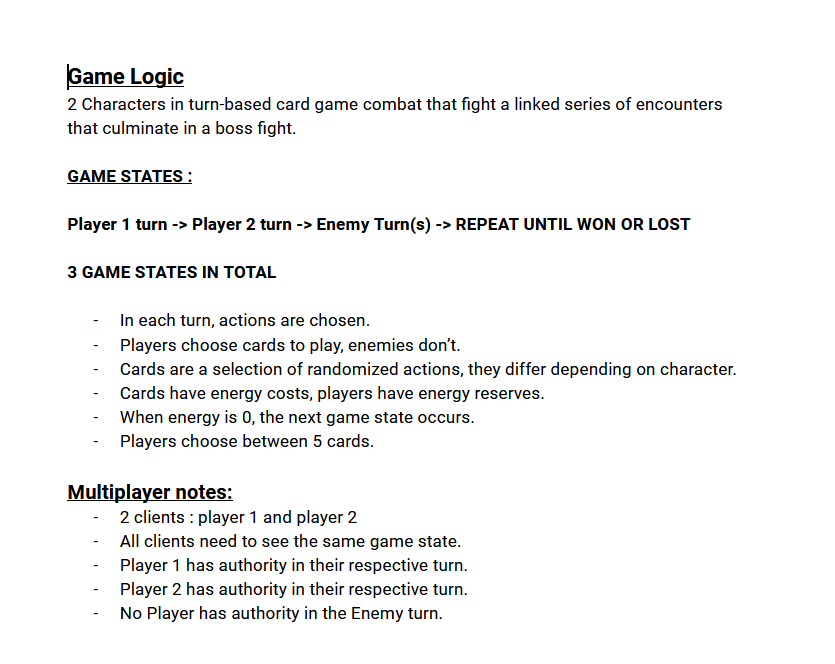 Game Logic
2 Characters in turn-based card game combat that fight a linked series of encounters
that culminate in a boss fight.
GAME STATES :
Player 1 turn -> Player 2 turn -> Enemy Turn(s) -> REPEAT UNTIL WON OR LOST
3 GAME STATES IN TOTAL
- In each turn, actions are chosen.
- Players choose cards to play, enemies don’t.
- Cards are a selection of randomized actions, they differ depending on character.
- Cards have energy costs, players have energy reserves.
- When energy is 0, the next game state occurs.
- Players choose between 5 cards.
Multiplayer notes:
- 2 clients : player 1 and player 2
- All clients need to see the same game state.
- Player 1 has authority in their respective turn.
- Player 2 has authority in their respective turn.
- No Player has authority in the Enemy turn.